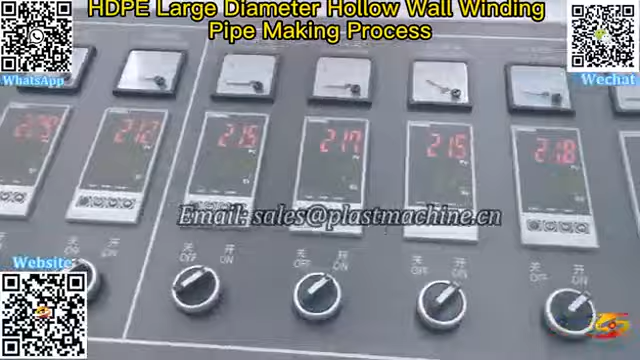 HDPE Large Diameter Hollow Wall Winding
Pipe Making Process
WhatsApp
Wechat
212
215
217
215
218
Email: sales@plastmachine.cn
关 开
OFF ON
关 开
OFF ON
关 开
OFF ON
关 开
OFF ON
关 开
OFF ON
Website